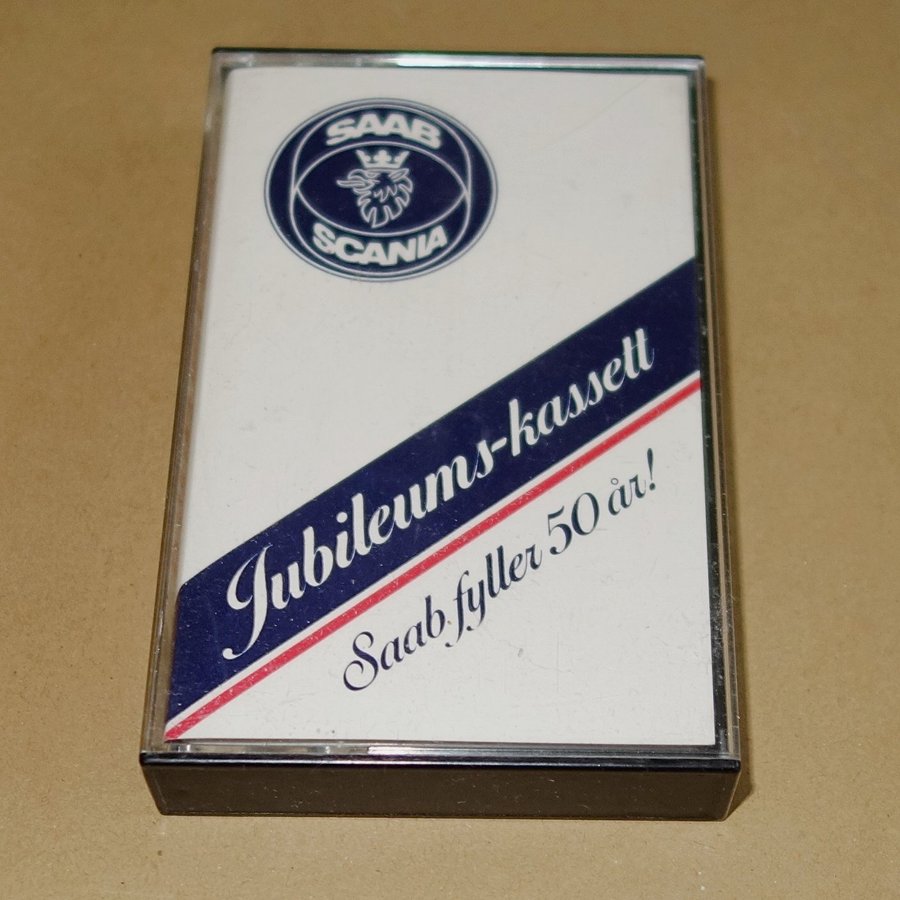 SAAB
SCANIA
Jubileums-kassett
Saab fyller 50 år!